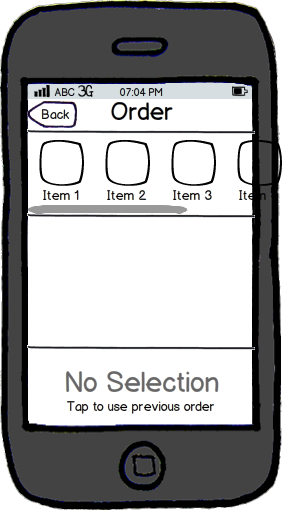 ABC 3G 07:04 PM
Back Order
Item 1 Item 2 Item 3 Item
No Selection
Tap to use previous order